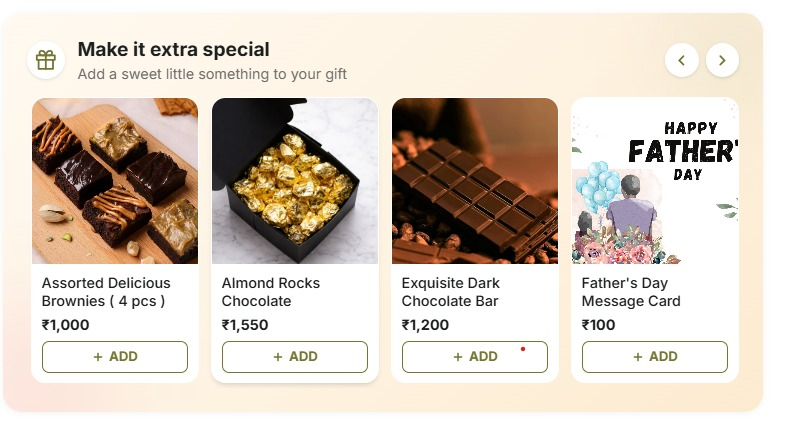 Make it extra special
Add a sweet little something to your gift
HAPPY
FATHER'
DAY
Assorted Delicious
Brownies ( 4 pcs )
₹1,000
+ ADD
Almond Rocks
Chocolate
₹1,550
+ ADD
Exquisite Dark
Chocolate Bar
₹1,200
+ ADD
Father's Day
Message Card
₹100
+ ADD